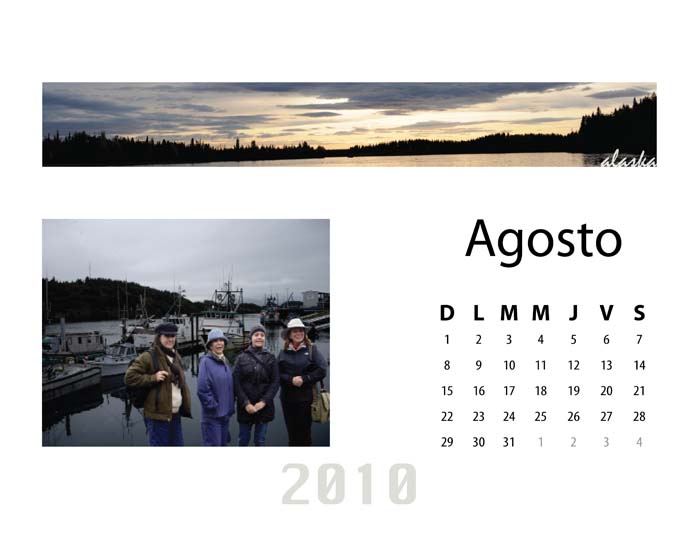 alaska
Agosto
D L M M J V S
1 2 3 4 5 6 7
8 9 10 11 12 13 14
15 16 17 18 19 20 21
22 23 24 25 26 27 28
29 30 31 1 2 3 4
2010